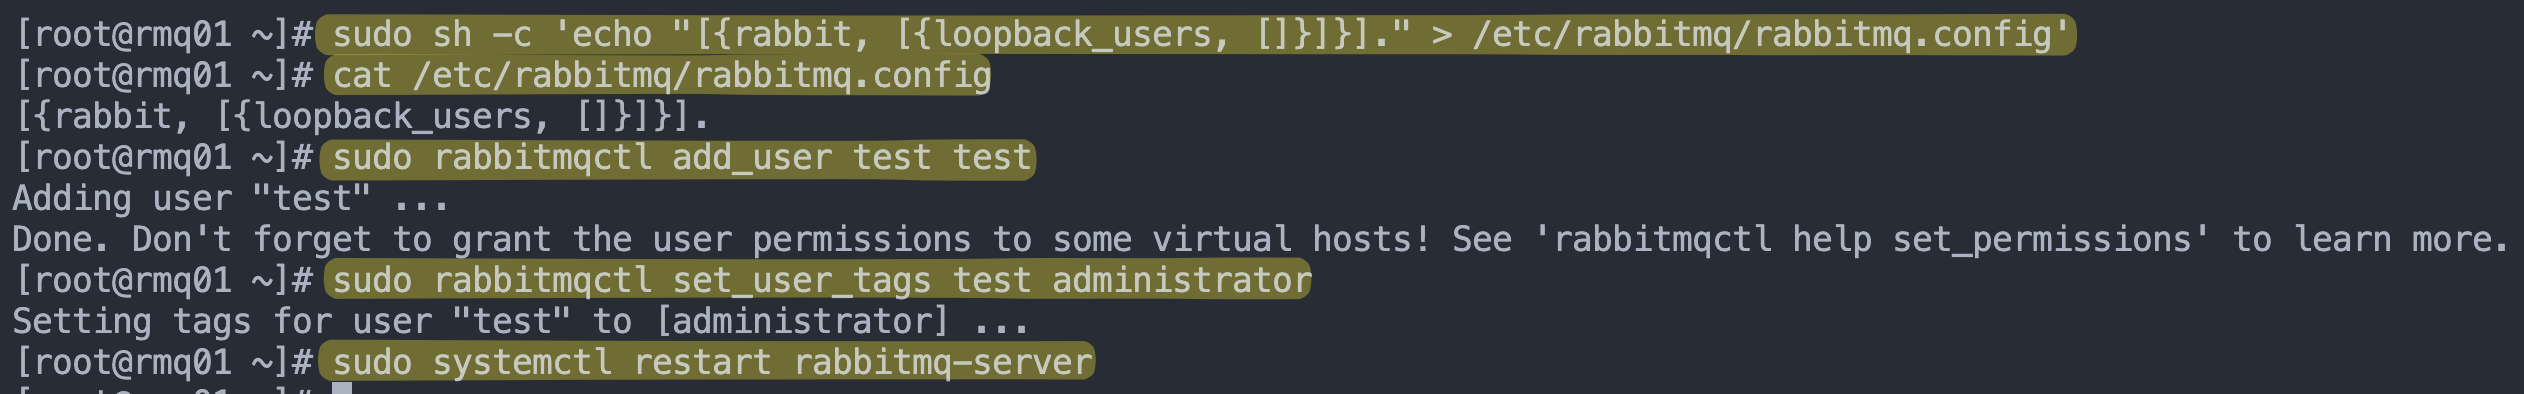 [root@rmq01 ~]# sudo sh -c 'echo "[{rabbit, [{loopback_users, []}]}]." > /etc/rabbitmq/rabbitmq.config'
[root@rmq01 ~]# cat /etc/rabbitmq/rabbitmq.config
[{rabbit, [{loopback_users, []}]}].
[root@rmq01 ~]# sudo rabbitmqctl add_user test test
Adding user "test" ...
Done. Don't forget to grant the user permissions to some virtual hosts! See 'rabbitmqctl help set_permissions' to learn more.
[root@rmq01 ~]# sudo rabbitmqctl set_user_tags test administrator
Setting tags for user "test" to [administrator] ...
[root@rmq01 ~]# sudo systemctl restart rabbitmq-server